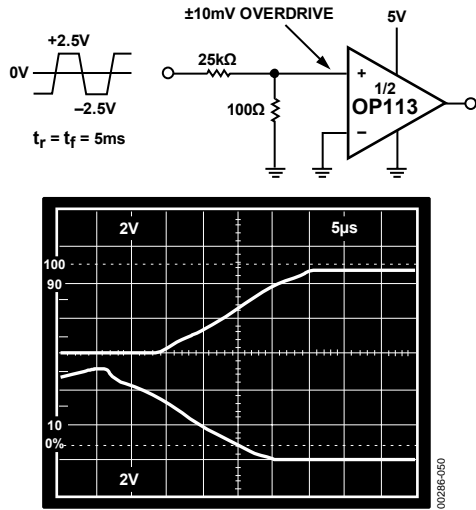 ±10mV OVERDRIVE
+2.5V
5V
0V
25kΩ
+
1/2
OP113
–2.5V
100Ω
–
tr = tf = 5ms
2V
5µs
100
90
10
0%
2V
00286-050